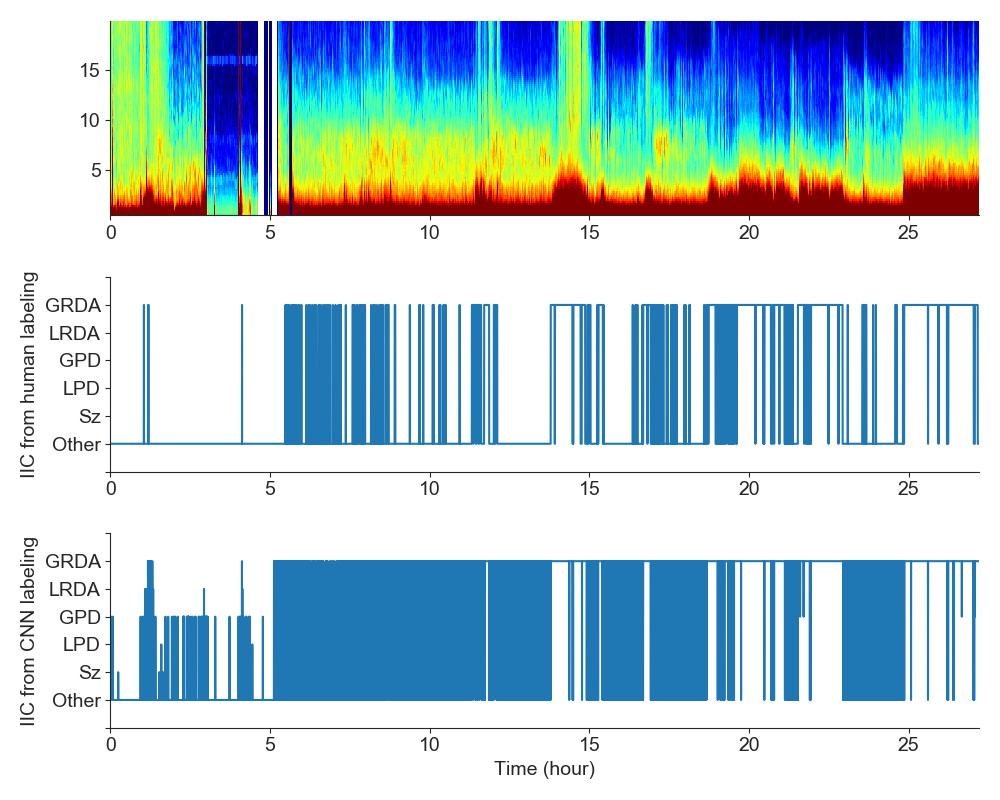 15
10
5
0 5 10 15 20 25
IIC from human labeling
GRDA
LRDA
GPD
LPD
Sz
Other
0 5 10 15 20 25
IIC from CNN labeling
GRDA
LRDA
GPD
LPD
Sz
Other
0 5 10 15 20 25
Time (hour)